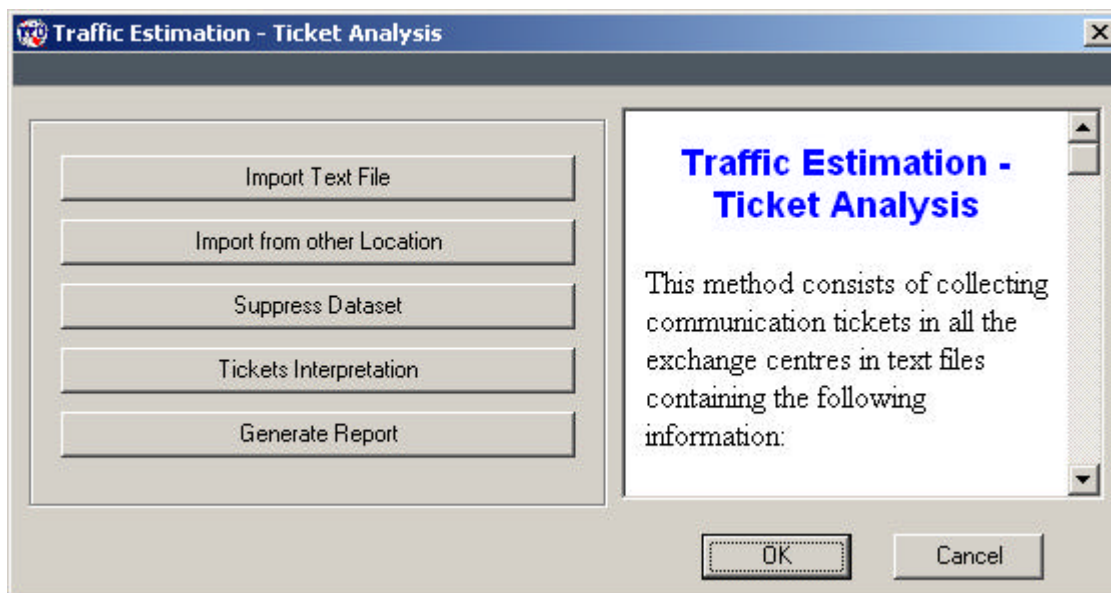 Traffic Estimation - Ticket Analysis
Import Text File
Import from other Location
Suppress Dataset
Tickets Interpretation
Generate Report
Traffic Estimation -
Ticket Analysis
This method consists of collecting
communication tickets in all the
exchange centres in text files
containing the following
information:
OK
Cancel